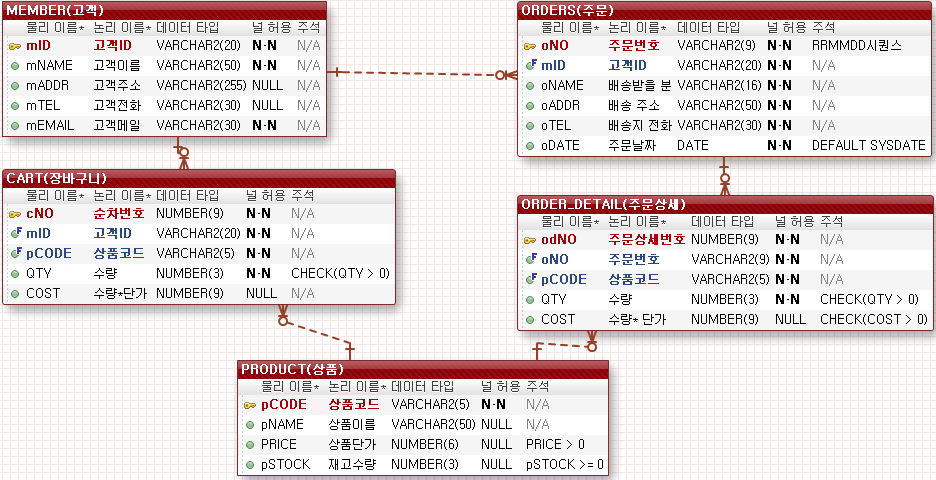 MEMBER(고객)
물리 이름* 논리 이름* 데이터 타입 널 허용 주석
mID 고객ID VARCHAR2(20) N·N N/A
mNAME 고객이름 VARCHAR2(50) N·N N/A
mADDR 고객주소 VARCHAR2(255) NULL N/A
mTEL 고객전화 VARCHAR2(30) NULL N/A
mEMAIL 고객메일 VARCHAR2(30) N·N N/A
ORDERS(주문)
물리 이름* 논리 이름* 데이터 타입 널 허용 주석
oNO 주문번호 VARCHAR2(9) N·N RRMMDD시퀀스
mID 고객ID VARCHAR2(20) N·N N/A
oNAME 배송받을 분 VARCHAR2(16) N·N N/A
oADDR 배송 주소 VARCHAR2(50) N·N N/A
oTEL 배송지 전화 VARCHAR2(30) N·N N/A
oDATE 주문날짜 DATE N·N DEFAULT SYSDATE
CART(장바구니)
물리 이름* 논리 이름* 데이터 타입 널 허용 주석
cNO 순차번호 NUMBER(9) N·N N/A
mID 고객ID VARCHAR2(20) N·N N/A
pCODE 상품코드 VARCHAR2(5) N·N N/A
QTY 수량 NUMBER(3) N·N CHECK(QTY > 0)
COST 수량*단가 NUMBER(9) NULL N/A
ORDER_DETAIL(주문상세)
물리 이름* 논리 이름* 데이터 타입 널 허용 주석
odNO 주문상세번호 NUMBER(9) N·N N/A
oNO 주문번호 VARCHAR2(9) N·N N/A
pCODE 상품코드 VARCHAR2(5) N·N N/A
QTY 수량 NUMBER(3) N·N CHECK(QTY > 0)
COST 수량* 단가 NUMBER(9) NULL CHECK(COST > 0)
PRODUCT(상품)
물리 이름* 논리 이름* 데이터 타입 널 허용 주석
pCODE 상품코드 VARCHAR2(5) N·N N/A
pNAME 상품이름 VARCHAR2(50) NULL N/A
PRICE 상품단가 NUMBER(6) NULL PRICE > 0
pSTOCK 재고수량 NUMBER(3) NULL pSTOCK >= 0